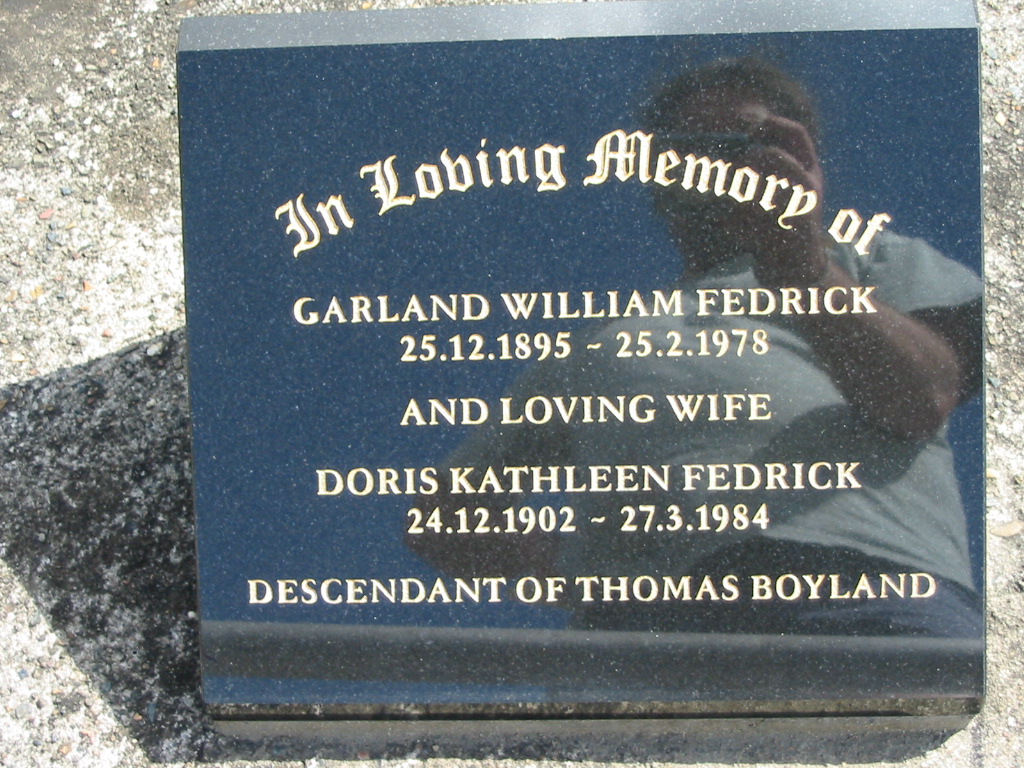 In Loving Memory of
GARLAND WILLIAM FEDRICK
25.12.1895 ~ 25.2.1978
AND LOVING WIFE
DORIS KATHLEEN FEDRICK
24.12.1902 ~ 27.3.1984
DESCENDANT OF THOMAS BOYLAND